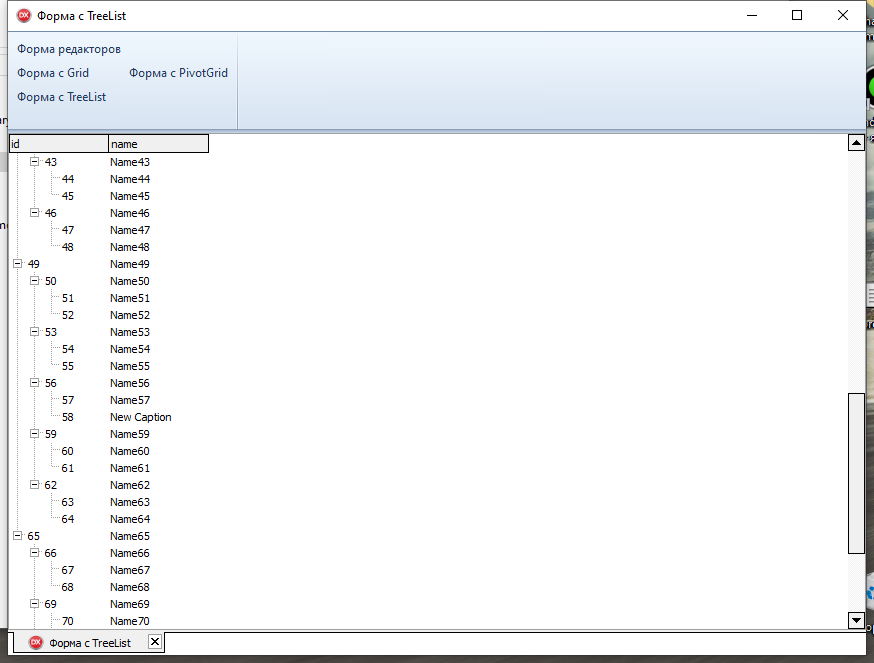 DX Форма с TreeList
Форма редакторов
Форма с Grid Форма с PivotGrid
Форма с TreeList
id name
43 Name43
44 Name44
45 Name45
46 Name46
47 Name47
48 Name48
49 Name49
50 Name50
51 Name51
52 Name52
53 Name53
54 Name54
55 Name55
56 Name56
57 Name57
58 New Caption
59 Name59
60 Name60
61 Name61
62 Name62
63 Name63
64 Name64
65 Name65
66 Name66
67 Name67
68 Name68
69 Name69
70 Name70
DX Форма с TreeList